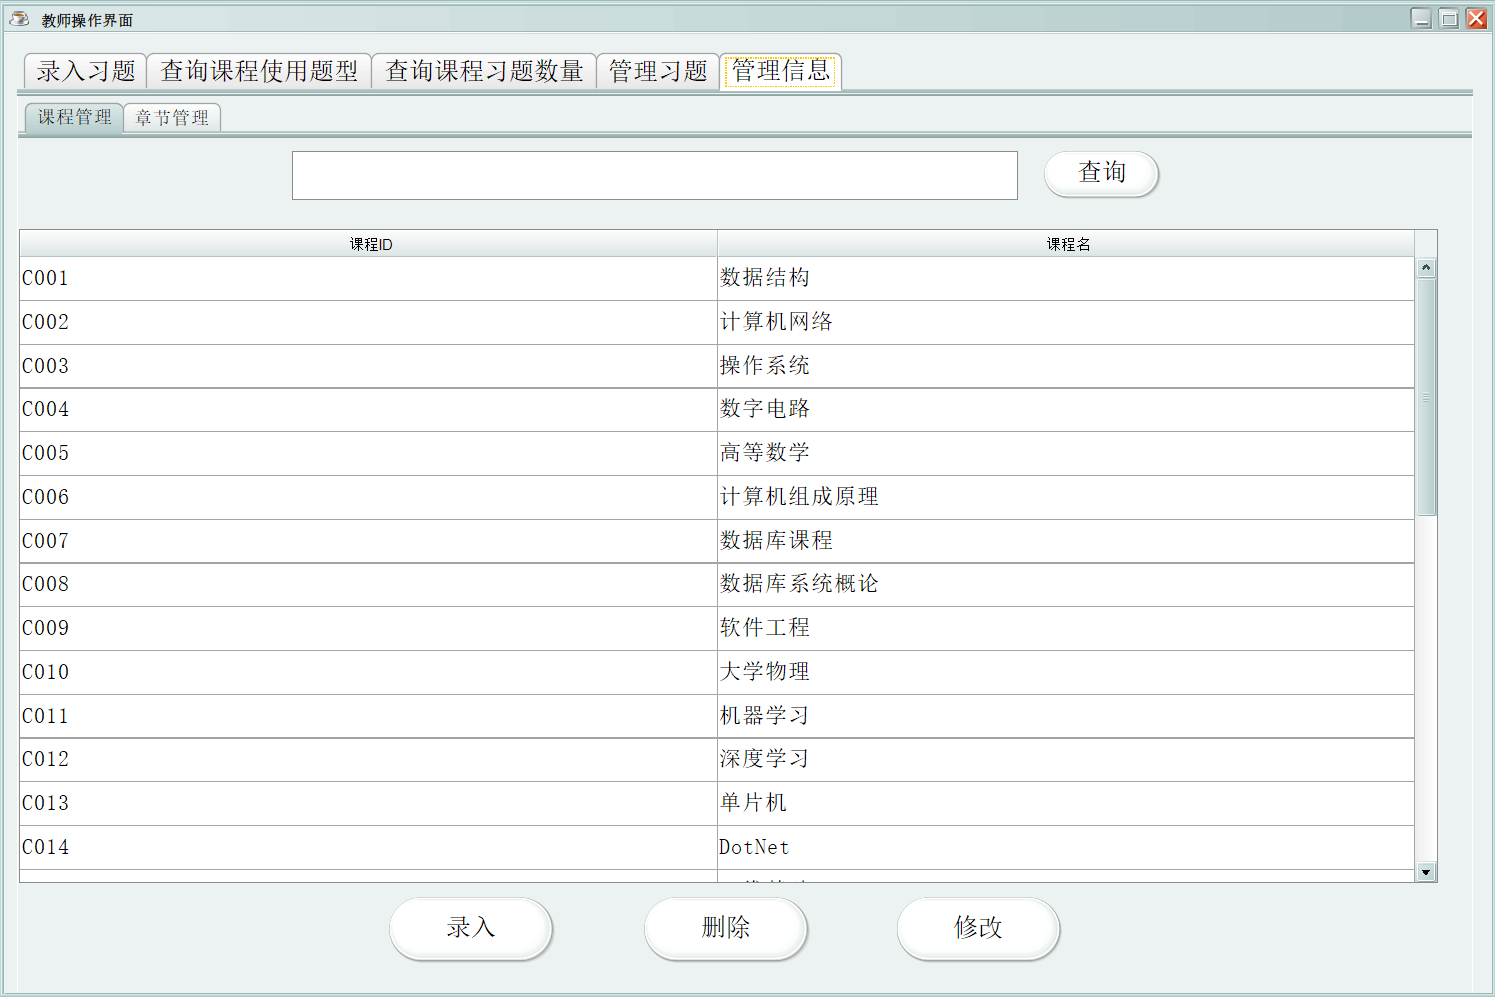 教师操作界面
录入习题 查询课程使用题型 查询课程习题数量 管理习题 管理信息
课程管理 章节管理
查询
课程ID 课程名
C001 数据结构
C002 计算机网络
C003 操作系统
C004 数字电路
C005 高等数学
C006 计算机组成原理
C007 数据库课程
C008 数据库系统概论
C009 软件工程
C010 大学物理
C011 机器学习
C012 深度学习
C013 单片机
C014 DotNet
录入 删除 修改